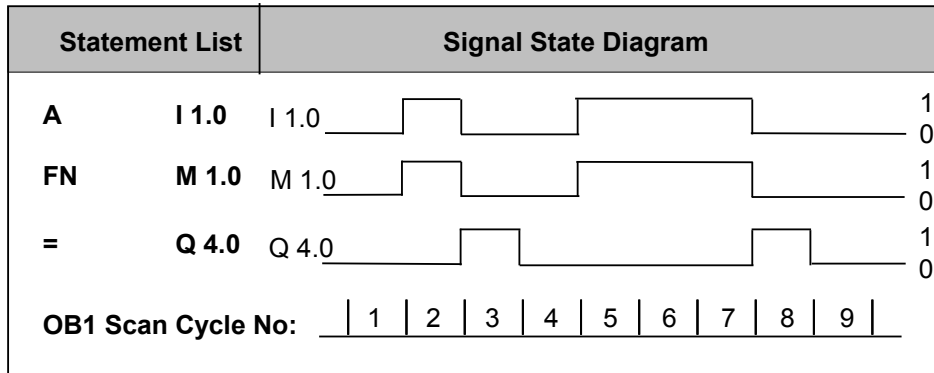 Statement List Signal State Diagram
A I 1.0 I 1.0 1
0
FN M 1.0 M 1.0 1
0
= Q 4.0 Q 4.0 1
0
OB1 Scan Cycle No: 1 2 3 4 5 6 7 8 9